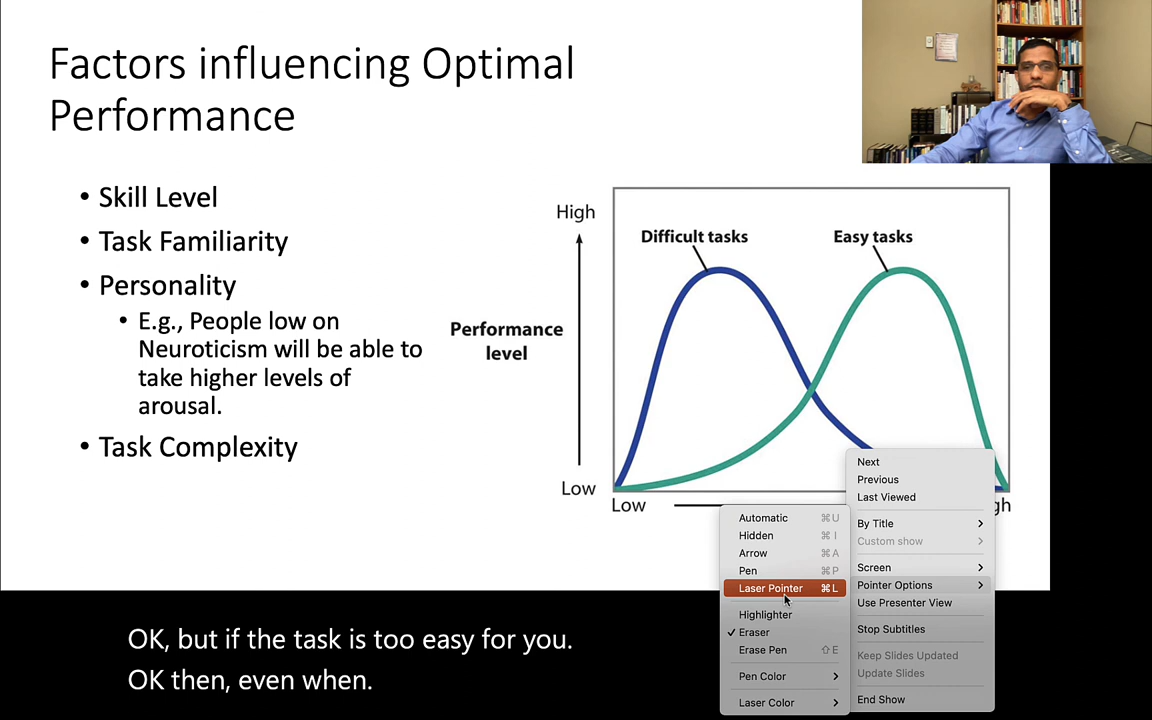 Factors influencing Optimal
Performance
• Skill Level
• Task Familiarity
• Personality
• E.g., People low on
Neuroticism will be able to
take higher levels of
arousal.
• Task Complexity
High
Difficult tasks
Easy tasks
Performance
level
Low
Low
gh
Next
Previous
Last Viewed
By Title
Custom show
Screen
Pointer Options
Use Presenter View
Stop Subtitles
Keep Slides Updated
Update Slides
End Show
Automatic ⌘U
Hidden ⌘I
Arrow ⌘A
Pen ⌘P
Laser Pointer ⌘L
Highlighter
✓ Eraser
Erase Pen ⇧E
Pen Color
Laser Color
OK, but if the task is too easy for you.
OK then, even when.